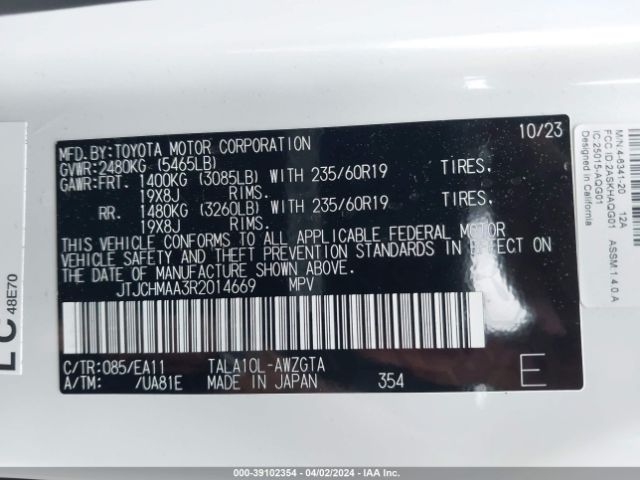 MFD.BY:TOYOTA MOTOR CORPORATION 10/23
GVWR:2480KG (5465LB)
GAWR:FRT. 1400KG (3085LB) WITH 235/60R19 TIRES.
19X8J RIMS.
RR. 1480KG (3260LB) WITH 235/60R19 TIRES.
19X8J RIMS.
THIS VEHICLE CONFORMS TO ALL APPLICABLE FEDERAL MOTOR
VEHICLE SAFETY AND THEFT PREVENTION STANDARDS IN EFFECT ON
THE DATE OF MANUFACTURE SHOWN ABOVE.
JTJCHMAA3R2014669 MPV
C/TR:085/EA11 TALA10L-AWZGTA
A/TM: /UA81E MADE IN JAPAN 354 E
M/N 4-6341-20 12A
FCC ID:2ASKHAQG01 ASSM:1.4.0.A
IC:25015-AQG01
Designed in California
48E70
000-39102354 - 04/02/2024 - IAA Inc.